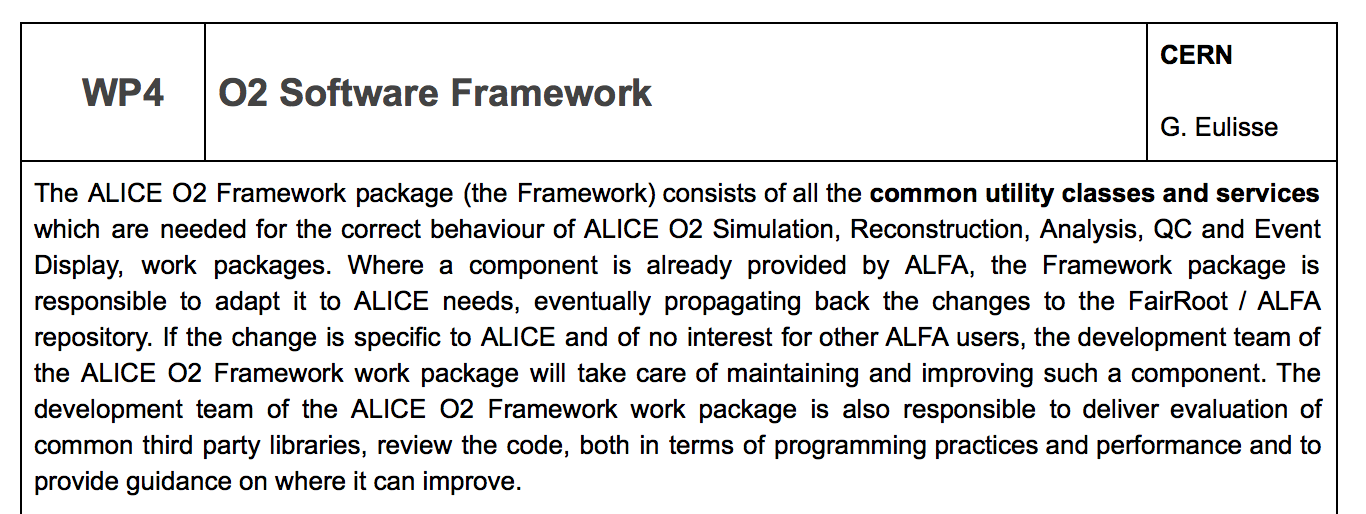 WP4
O2 Software Framework
CERN
G. Eulisse
The ALICE O2 Framework package (the Framework) consists of all the common utility classes and services
which are needed for the correct behaviour of ALICE O2 Simulation, Reconstruction, Analysis, QC and Event
Display, work packages. Where a component is already provided by ALFA, the Framework package is
responsible to adapt it to ALICE needs, eventually propagating back the changes to the FairRoot / ALFA
repository. If the change is specific to ALICE and of no interest for other ALFA users, the development team of
the ALICE O2 Framework work package will take care of maintaining and improving such a component. The
development team of the ALICE O2 Framework work package is also responsible to deliver evaluation of
common third party libraries, review the code, both in terms of programming practices and performance and to
provide guidance on where it can improve.